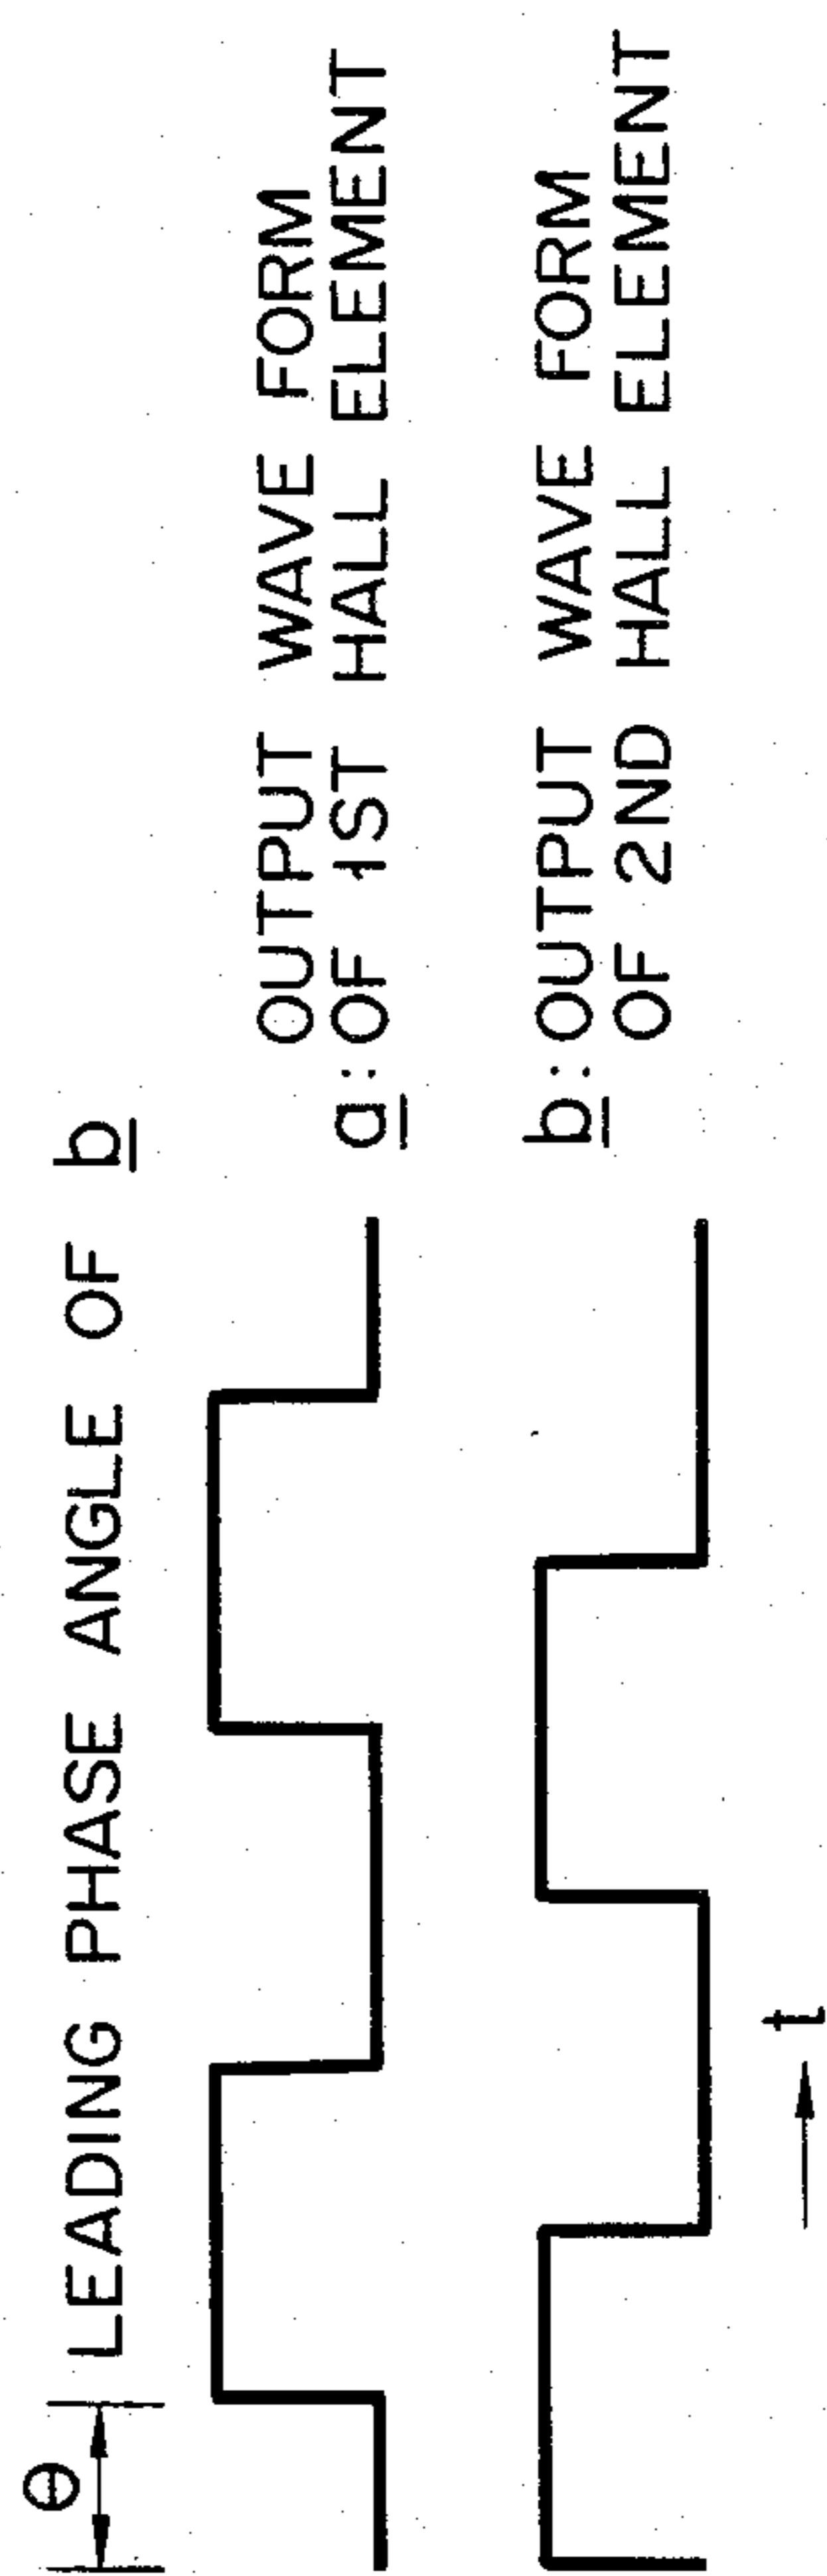 θ LEADING PHASE ANGLE OF b
OUTPUT WAVE FORM
a: OF 1ST HALL ELEMENT
b: OUTPUT WAVE FORM
OF 2ND HALL ELEMENT
t